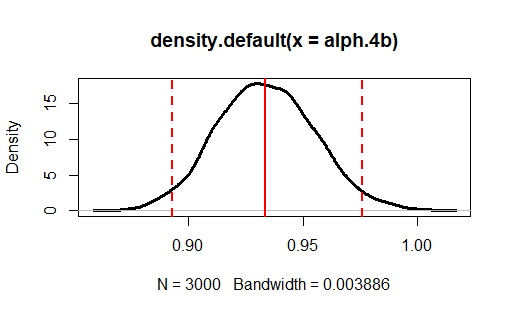 density.default(x = alph.4b)
Density
15
10
5
0
0.90 0.95 1.00
N = 3000 Bandwidth = 0.003886